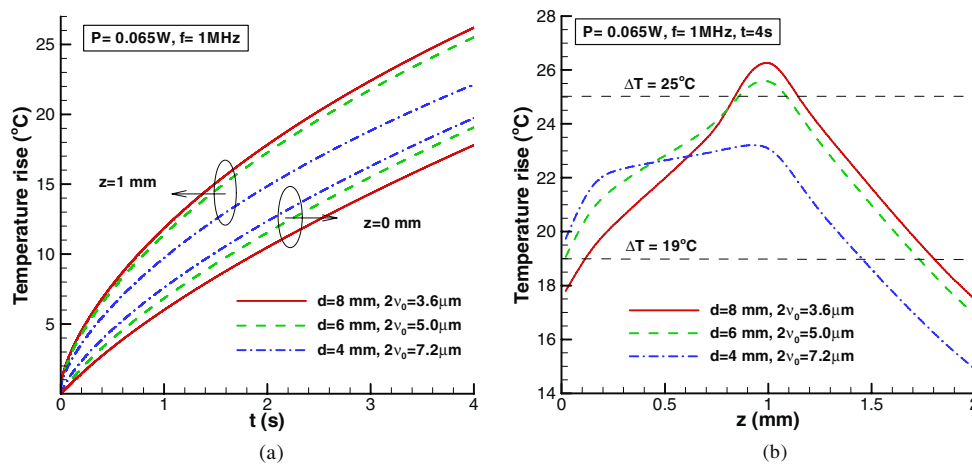 P= 0.065W, f= 1MHz
Temperature rise (°C)
25
20
15
10
5
z=1 mm
z=0 mm
d=8 mm, 2ν₀=3.6μm
d=6 mm, 2ν₀=5.0μm
d=4 mm, 2ν₀=7.2μm
0 1 2 3 4
t (s)
(a)
P= 0.065W, f= 1MHz, t=4s
Temperature rise (°C)
28
26
24
22
20
18
16
14
ΔT = 25°C
ΔT = 19°C
d=8 mm, 2ν₀=3.6μm
d=6 mm, 2ν₀=5.0μm
d=4 mm, 2ν₀=7.2μm
0 0.5 1 1.5 2
z (mm)
(b)